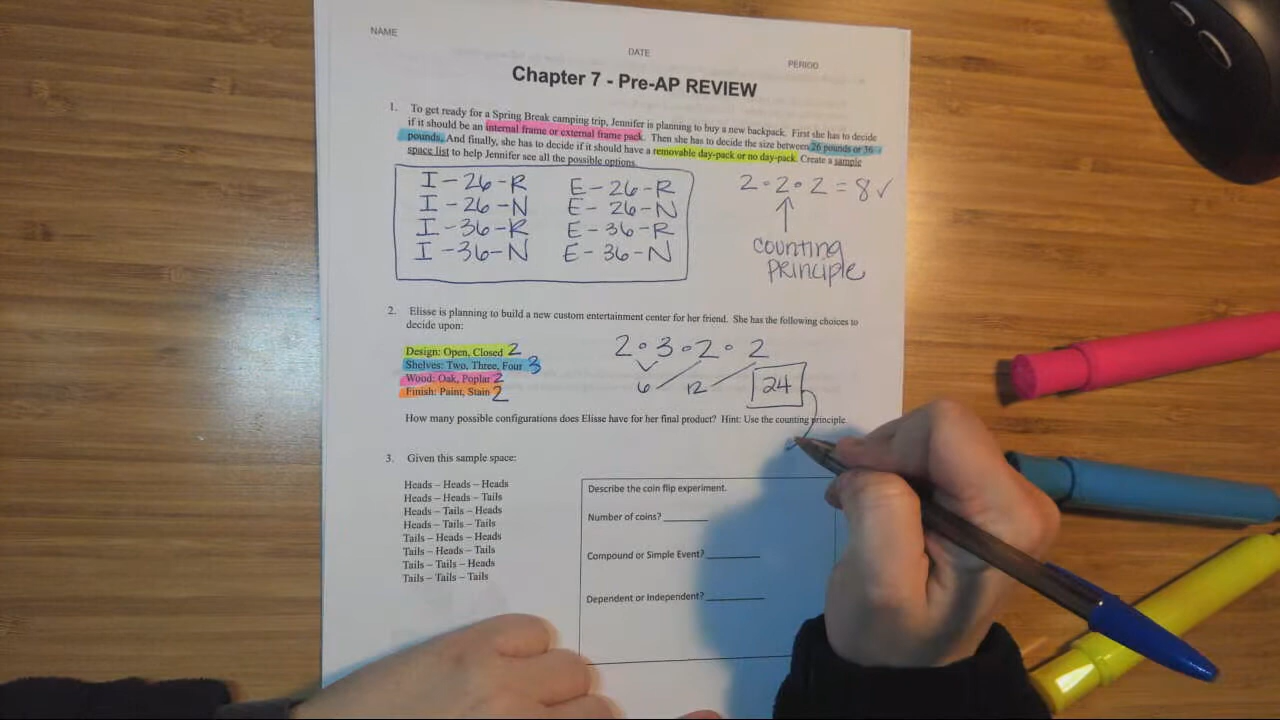 NAME
DATE
PERIOD
Chapter 7 - Pre-AP REVIEW
1. To get ready for a Spring Break camping trip, Jennifer is planning to buy a new backpack. First she has to decide
if it should be an internal frame or external frame pack. Then she has to decide the size between 26 pounds or 36
pounds. And finally, she has to decide if it should have a removable day-pack or no day-pack. Create a sample
space list to help Jennifer see all the possible options.
I-26-R E-26-R
I-26-N E-26-N
I-36-R E-36-R
I-36-N E-36-N
2·2·2=8✓
counting
principle
2. Elisse is planning to build a new custom entertainment center for her friend. She has the following choices to
decide upon:
Design: Open, Closed 2
Shelves: Two, Three, Four 3
Wood: Oak, Poplar 2
Finish: Paint, Stain 2
2·3·2·2
6 12 24
How many possible configurations does Elisse have for her final product? Hint: Use the counting principle
3. Given this sample space:
Heads – Heads – Heads
Heads – Heads – Tails
Heads – Tails – Heads
Heads – Tails – Tails
Tails – Heads – Heads
Tails – Heads – Tails
Tails – Tails – Heads
Tails – Tails – Tails
Describe the coin flip experiment.
Number of coins? ________
Compound or Simple Event? __________
Dependent or Independent? __________